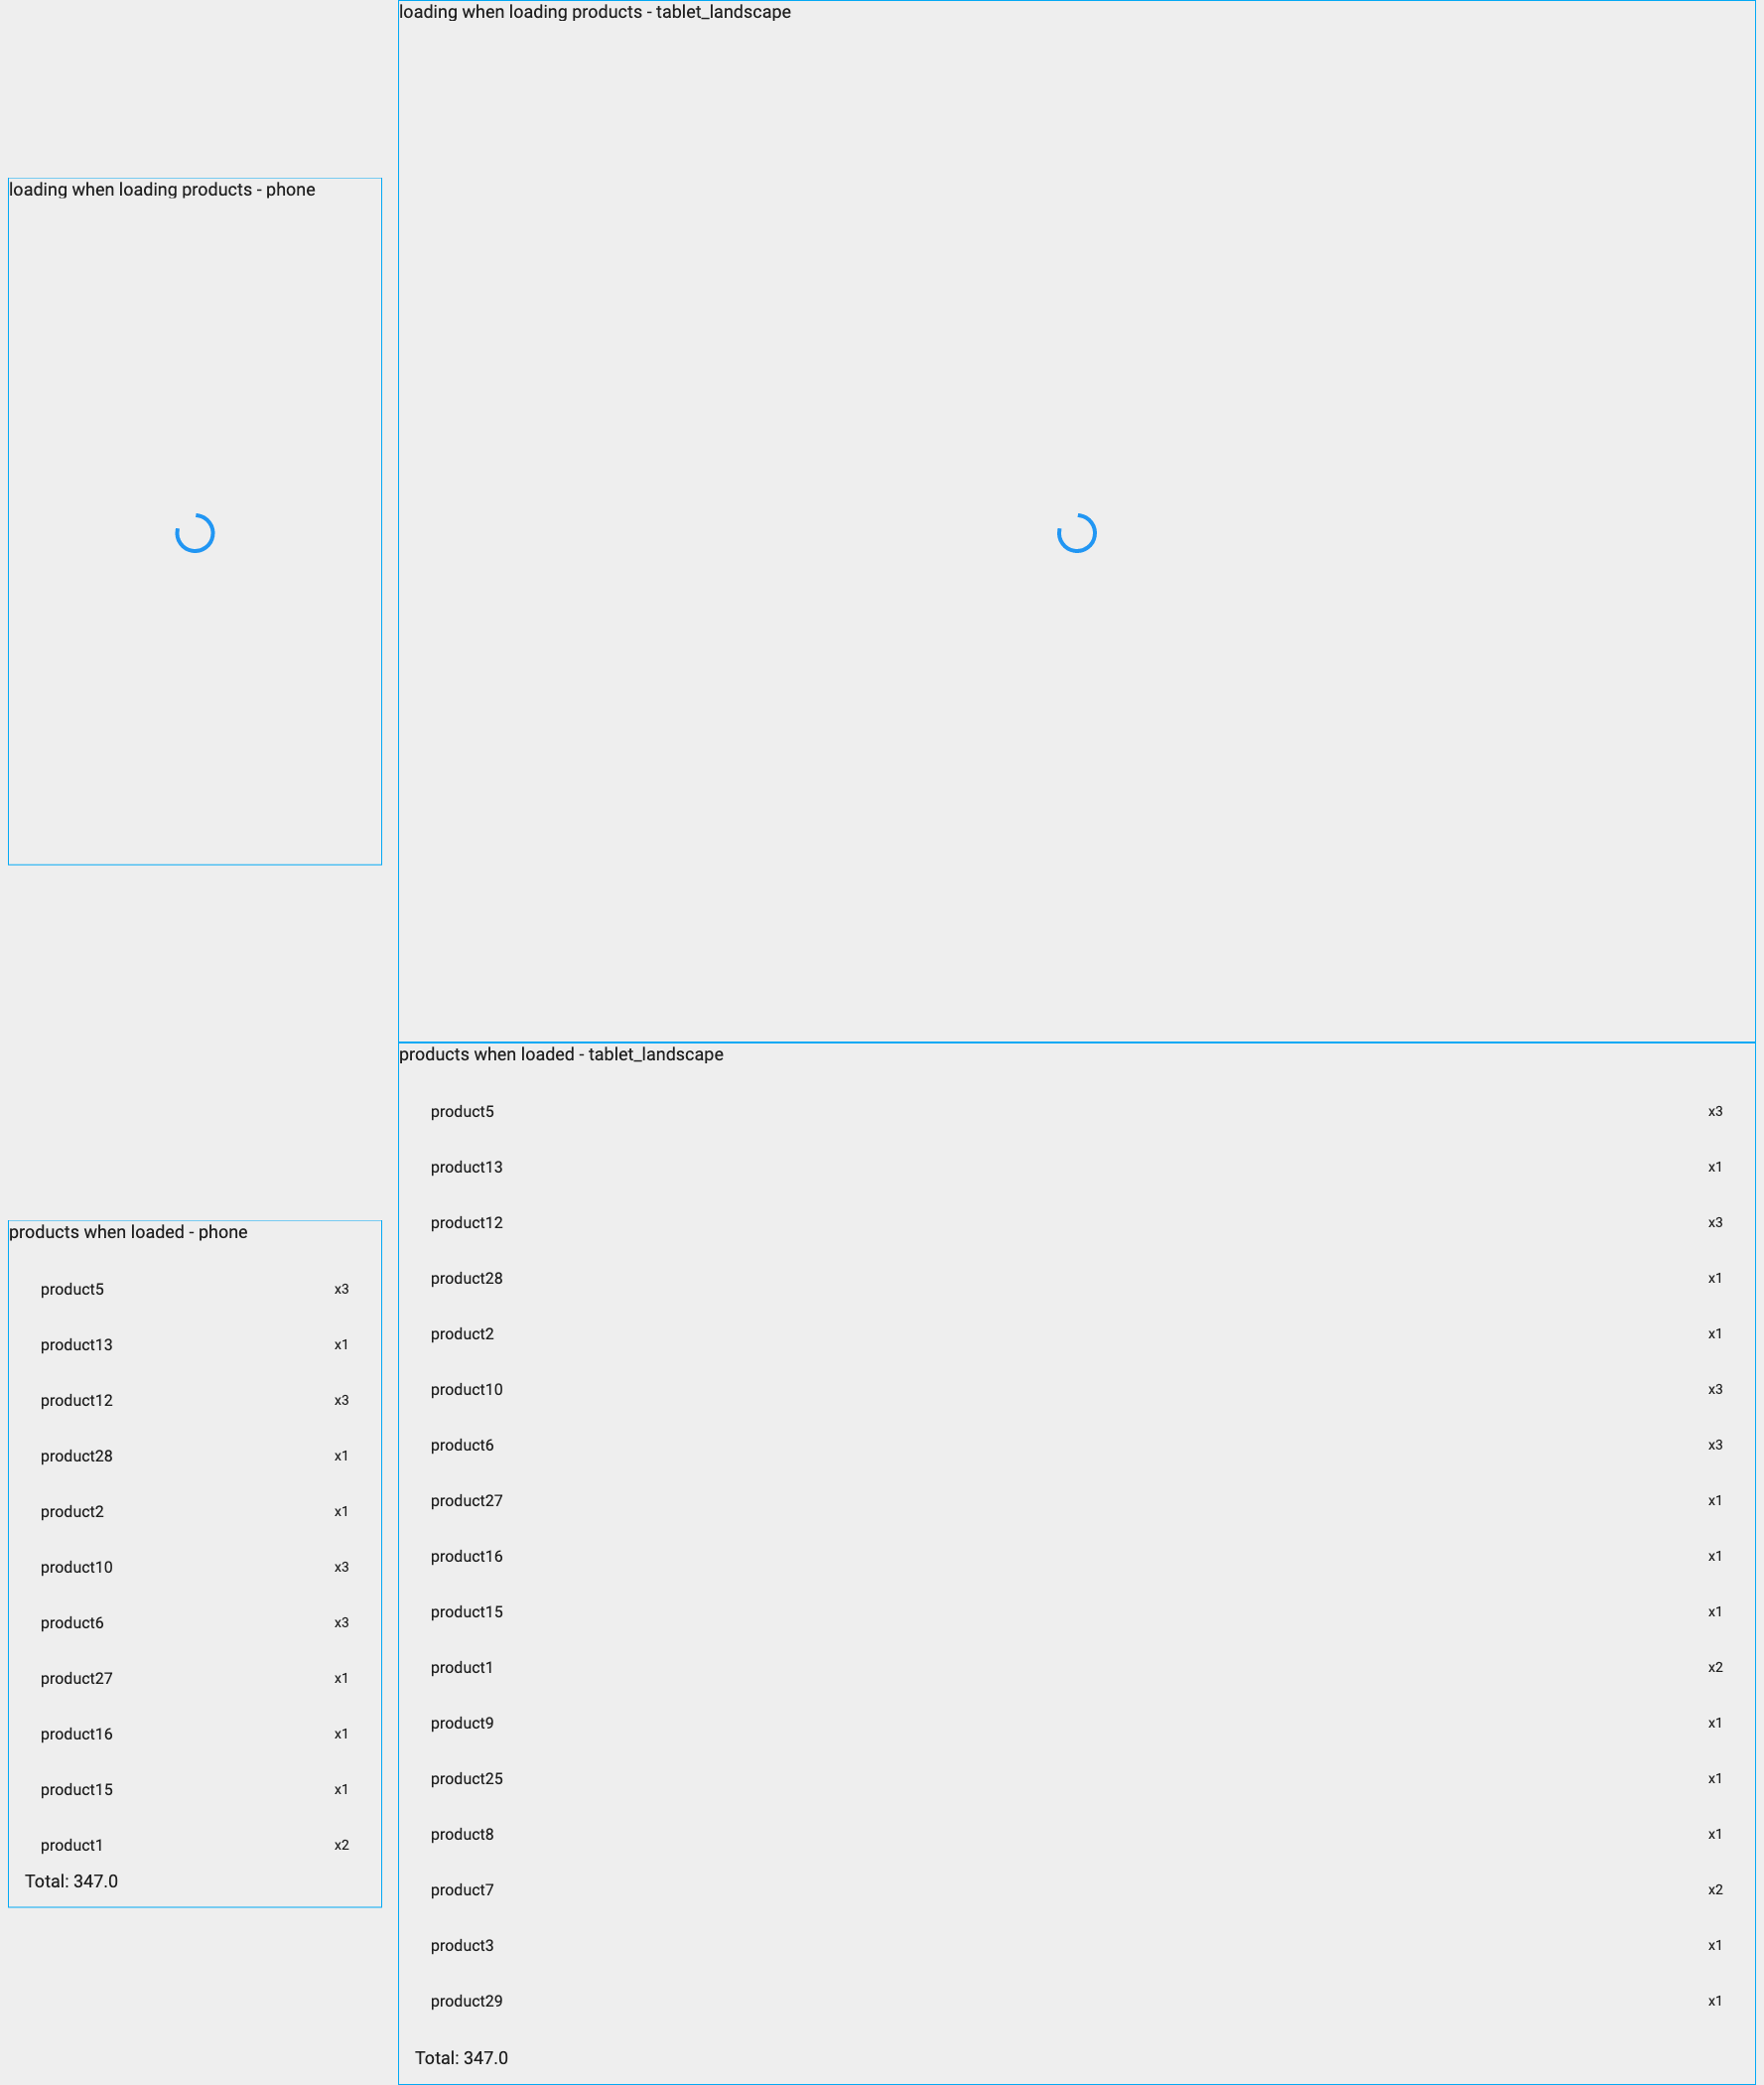 loading when loading products - phone
loading when loading products - tablet_landscape
products when loaded - phone
product5 x3
product13 x1
product12 x3
product28 x1
product2 x1
product10 x3
product6 x3
product27 x1
product16 x1
product15 x1
product1 x2
Total: 347.0
products when loaded - tablet_landscape
product5 x3
product13 x1
product12 x3
product28 x1
product2 x1
product10 x3
product6 x3
product27 x1
product16 x1
product15 x1
product1 x2
product9 x1
product25 x1
product8 x1
product7 x2
product3 x1
product29 x1
Total: 347.0